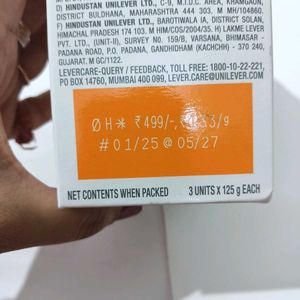 D) HINDUSTAN UNILEVER LTD., C-9, M.I.D.C. AREA, KHAMGAON,
DISTRICT BULDHANA, MAHARASHTRA 444 303. M MH/104660.
F) HINDUSTAN UNILEVER LTD., BAROTIWALA IA, DISTRICT SOLAN,
HIMACHAL PRADESH 174 103. M HIM/COS/2004/35. H) LAKME LEVER
PVT. LTD., (UNIT-II), SURVEY NO. 159/8, VARSANA, BHIMASAR -
PADANA ROAD, P.O. PADANA, GANDHIDHAM (KACHCHH) - 370 240,
GUJARAT. M GC/1122.
LEVERCARE-QUERY / FEEDBACK, TOLL FREE: 1800-10-22-221,
PO BOX 14760, MUMBAI 400 099, LEVER.CARE@UNILEVER.COM
Ø H* ₹499/-,
#01/25 @ 05/27
NET CONTENTS WHEN PACKED 3 UNITS x 125 g EACH